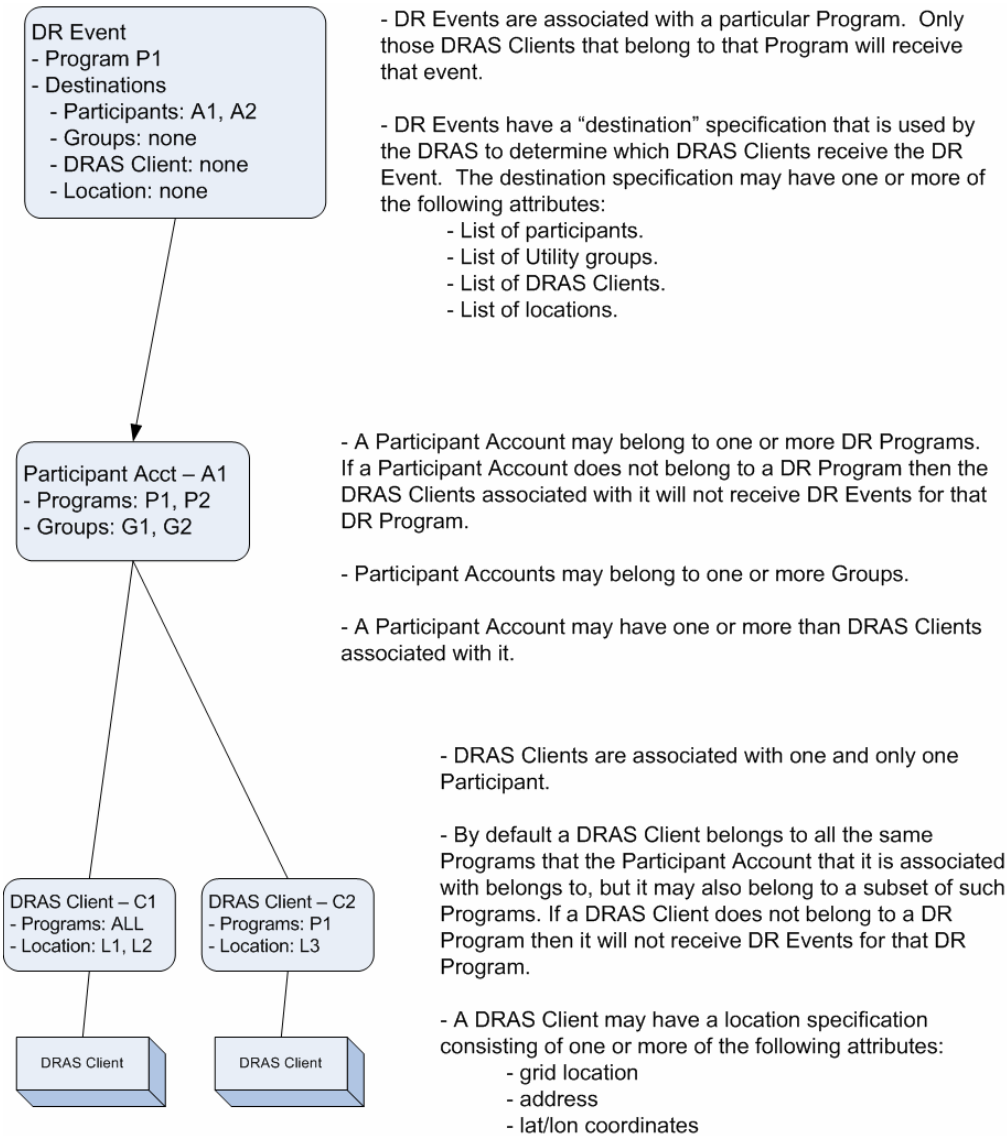 DR Event
- Program P1
- Destinations
- Participants: A1, A2
- Groups: none
- DRAS Client: none
- Location: none
- DR Events are associated with a particular Program.  Only
those DRAS Clients that belong to that Program will receive
that event.
- DR Events have a “destination” specification that is used by
the DRAS to determine which DRAS Clients receive the DR
Event.  The destination specification may have one or more of
the following attributes:
- List of participants.
- List of Utility groups.
- List of DRAS Clients.
- List of locations.
Participant Acct – A1
- Programs: P1, P2
- Groups: G1, G2
- A Participant Account may belong to one or more DR Programs.
If a Participant Account does not belong to a DR Program then the
DRAS Clients associated with it will not receive DR Events for that
DR Program.
- Participant Accounts may belong to one or more Groups.
- A Participant Account may have one or more than DRAS Clients
associated with it.
DRAS Client – C1
- Programs: ALL
- Location: L1, L2
DRAS Client – C2
- Programs: P1
- Location: L3
DRAS Client
DRAS Client
- DRAS Clients are associated with one and only one
Participant.
- By default a DRAS Client belongs to all the same
Programs that the Participant Account that it is associated
with belongs to, but it may also belong to a subset of such
Programs. If a DRAS Client does not belong to a DR
Program then it will not receive DR Events for that DR
Program.
- A DRAS Client may have a location specification
consisting of one or more of the following attributes:
- grid location
- address
- lat/lon coordinates